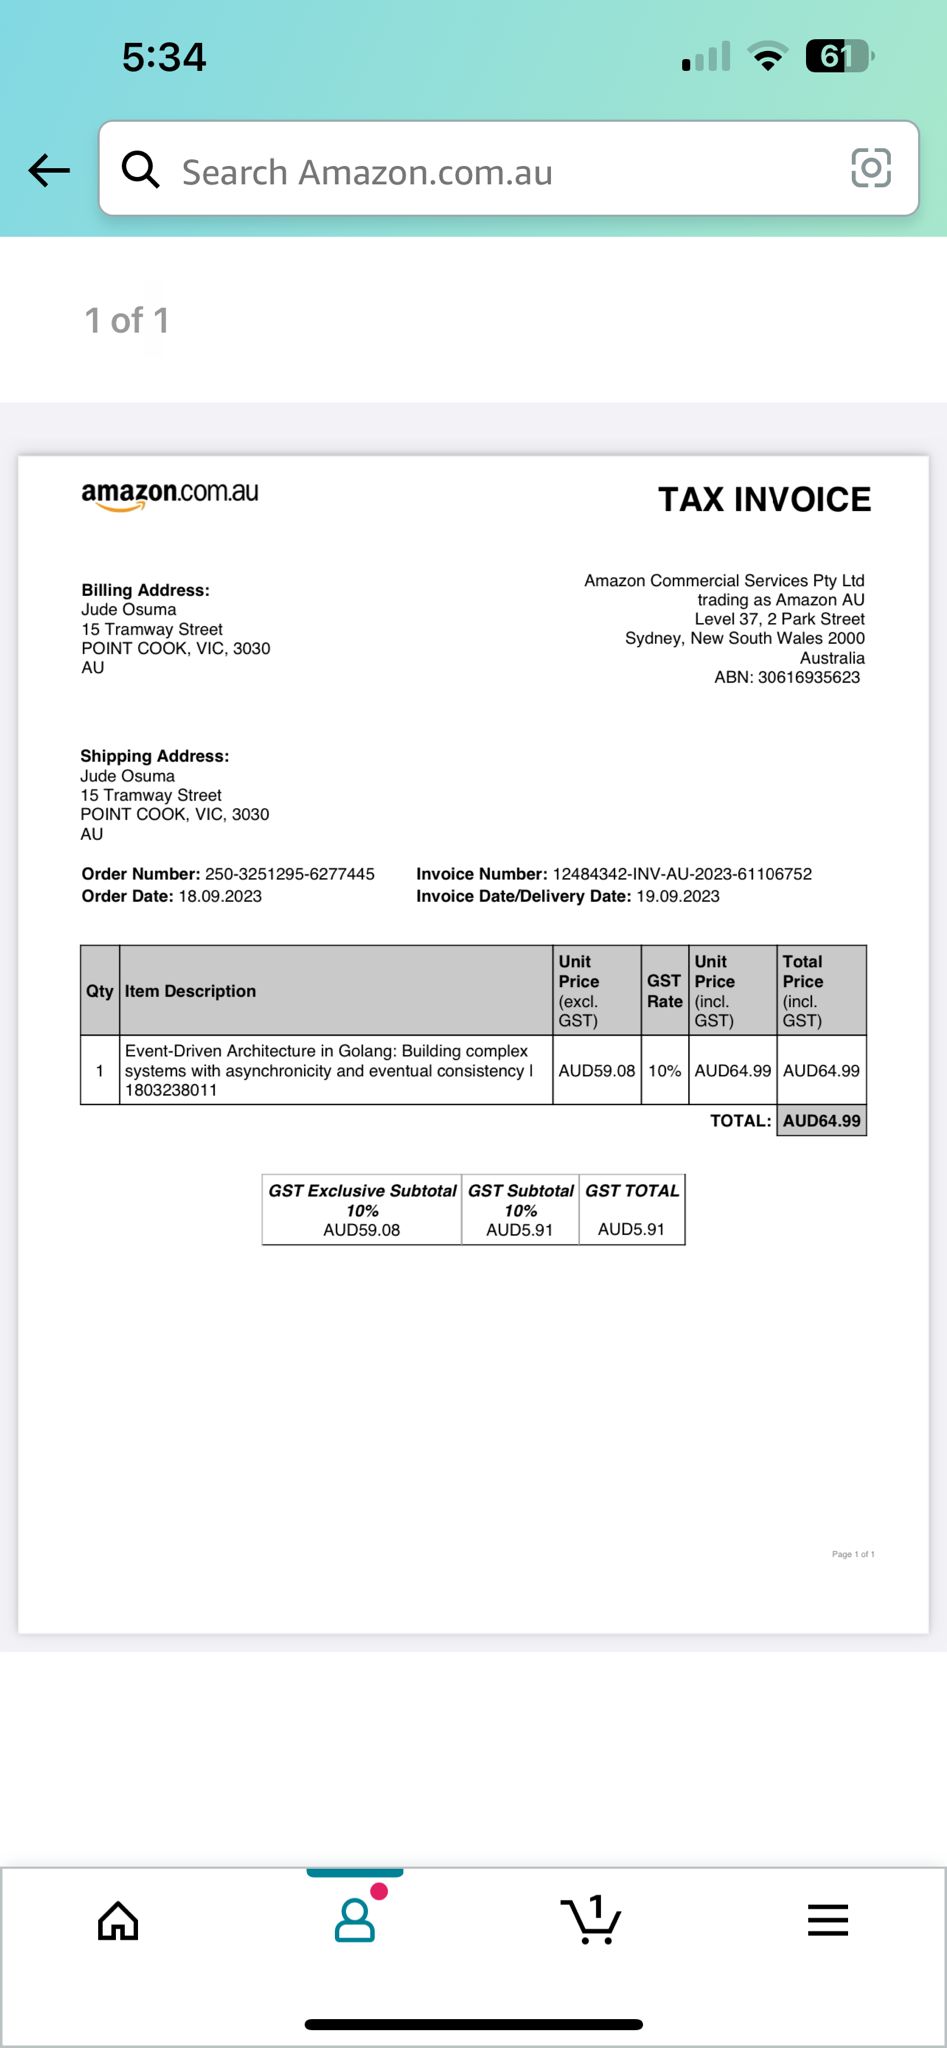 5:34
61
Search Amazon.com.au
1 of 1
amazon.com.au
TAX INVOICE
Billing Address:
Jude Osuma
15 Tramway Street
POINT COOK, VIC, 3030
AU
Amazon Commercial Services Pty Ltd
trading as Amazon AU
Level 37, 2 Park Street
Sydney, New South Wales 2000
Australia
ABN: 30616935623
Shipping Address:
Jude Osuma
15 Tramway Street
POINT COOK, VIC, 3030
AU
Order Number: 250-3251295-6277445 Invoice Number: 12484342-INV-AU-2023-61106752
Order Date: 18.09.2023 Invoice Date/Delivery Date: 19.09.2023
Qty Item Description Unit Price (excl. GST) GST Rate Unit Price (incl. GST) Total Price (incl. GST)
1 Event-Driven Architecture in Golang: Building complex
systems with asynchronicity and eventual consistency | AUD59.08 10% AUD64.99 AUD64.99
1803238011
TOTAL: AUD64.99
GST Exclusive Subtotal GST Subtotal GST TOTAL
10% 10%
AUD59.08 AUD5.91 AUD5.91
Page 1 of 1
1